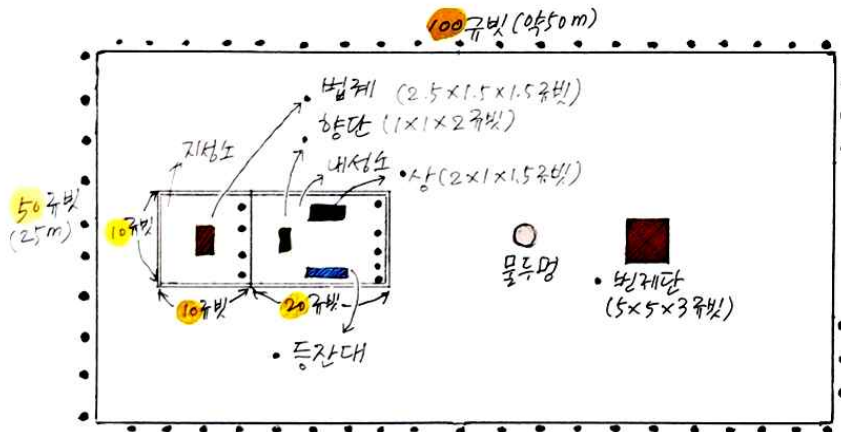 100규빗(약50m)
• 법궤 (2.5×1.5×1.5규빗)
• 향단 (1×1×2규빗)
지성소
내성소
• 상(2×1×1.5규빗)
50규빗
(25m)
10규빗
물두멍
• 번제단
(5×5×3규빗)
10규빗
20규빗
• 등잔대